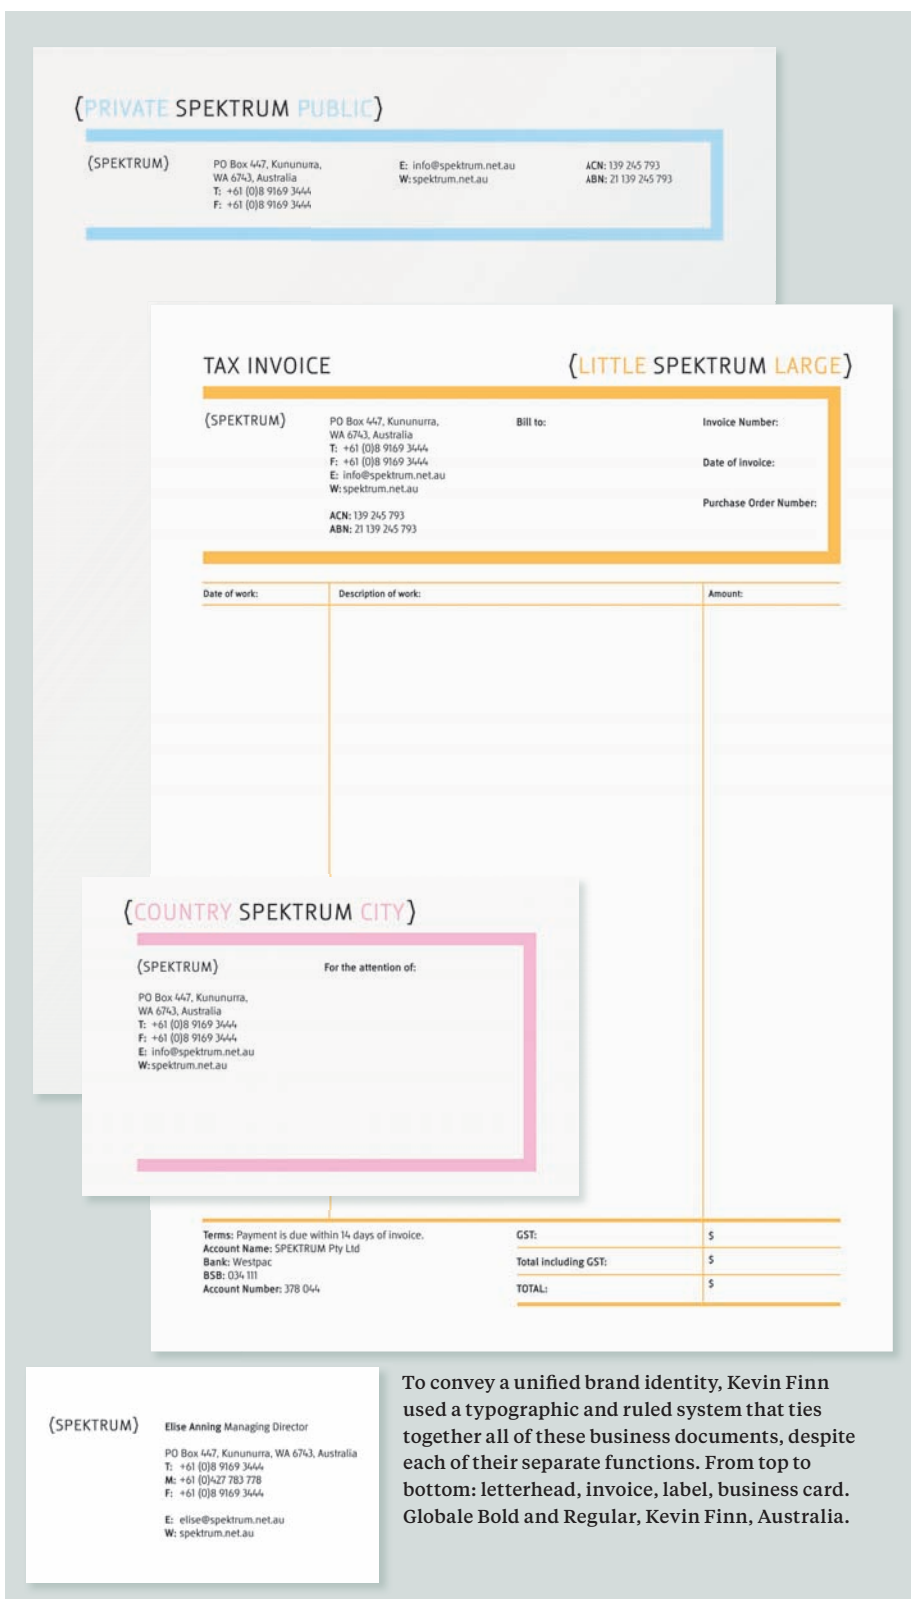 {PRIVATE SPEKTRUM PUBLIC}
(SPEKTRUM)
PO Box 447, Kununurra,
WA 6743, Australia
T: +61 (0)8 9169 3444
F: +61 (0)8 9169 3444
E: info@spektrum.net.au
W: spektrum.net.au
ACN: 139 245 793
ABN: 21 139 245 793
TAX INVOICE
{LITTLE SPEKTRUM LARGE}
(SPEKTRUM)
PO Box 447, Kununurra,
WA 6743, Australia
T: +61 (0)8 9169 3444
F: +61 (0)8 9169 3444
E: info@spektrum.net.au
W: spektrum.net.au
ACN: 139 245 793
ABN: 21 139 245 793
Bill to:
Invoice Number:
Date of invoice:
Purchase Order Number:
Date of work:
Description of work:
Amount:
{COUNTRY SPEKTRUM CITY}
(SPEKTRUM)
For the attention of:
PO Box 447, Kununurra,
WA 6743, Australia
T: +61 (0)8 9169 3444
F: +61 (0)8 9169 3444
E: info@spektrum.net.au
W: spektrum.net.au
Terms: Payment is due within 14 days of invoice.
Account Name: SPEKTRUM Pty Ltd
Bank: Westpac
BSB: 034 111
Account Number: 378 044
GST: $
Total including GST: $
TOTAL: $
(SPEKTRUM)
Elise Anning Managing Director
PO Box 447, Kununurra, WA 6743, Australia
T: +61 (0)8 9169 3444
M: +61 (0)427 783 778
F: +61 (0)8 9169 3444
E: elise@spektrum.net.au
W: spektrum.net.au
To convey a unified brand identity, Kevin Finn
used a typographic and ruled system that ties
together all of these business documents, despite
each of their separate functions. From top to
bottom: letterhead, invoice, label, business card.
Globale Bold and Regular, Kevin Finn, Australia.